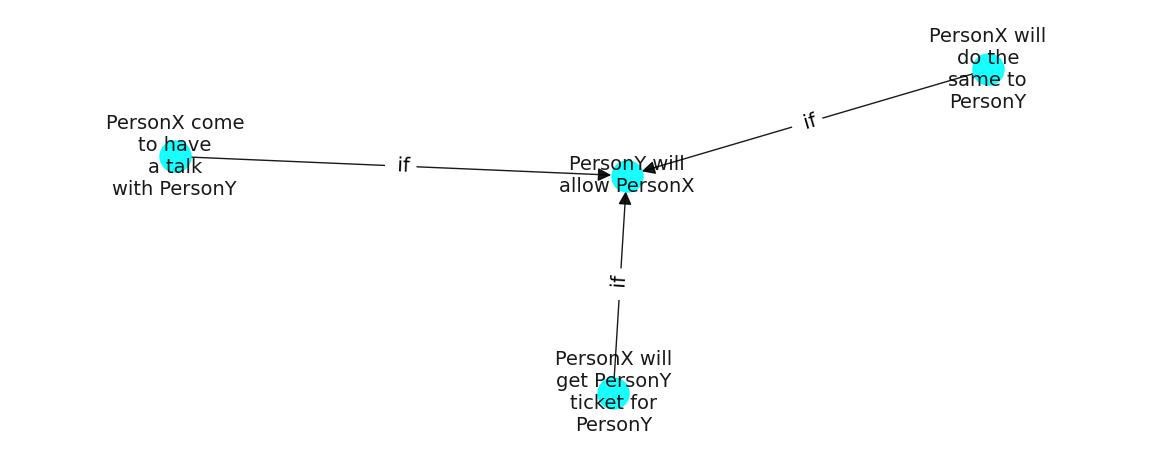 PersonX will
do the
same to
PersonY
if
PersonX come
to have
a talk
with PersonY
if
PersonY will
allow PersonX
if
PersonX will
get PersonY
ticket for
PersonY